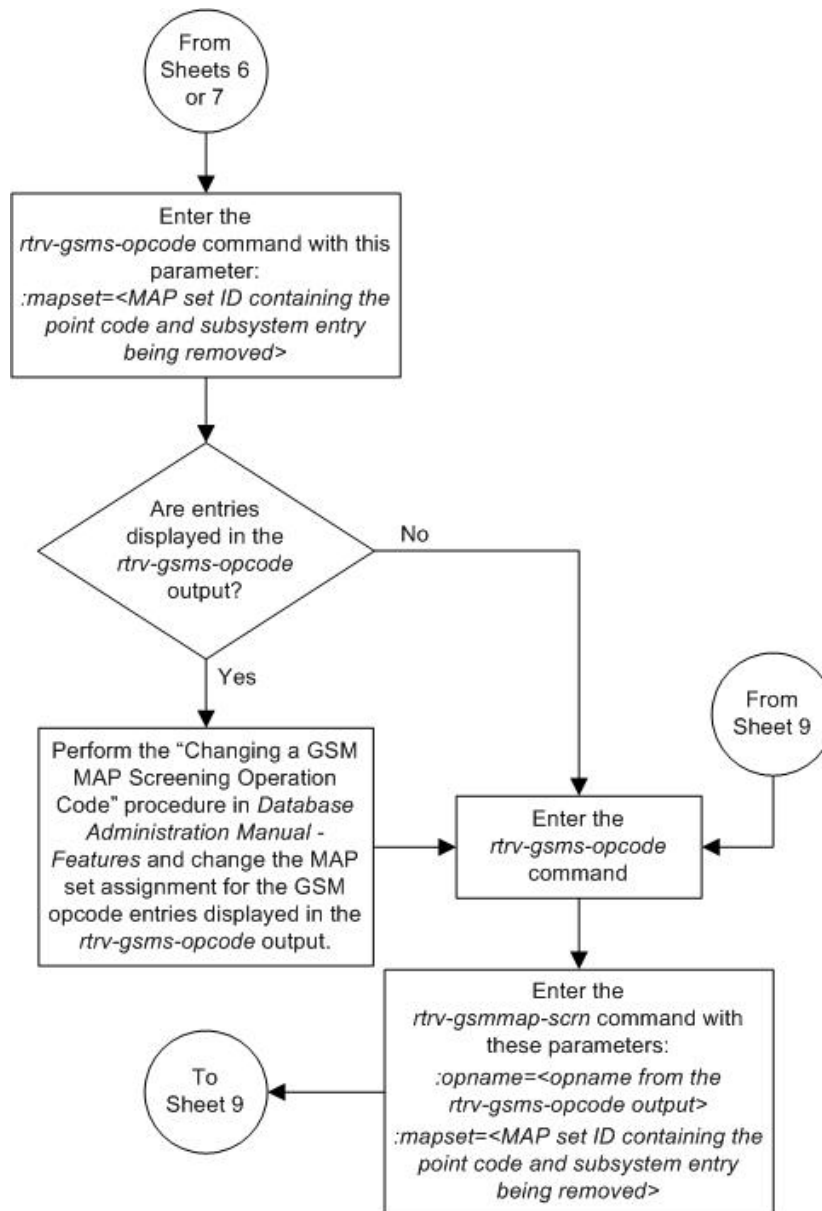 From
Sheets 6
or 7
Enter the
rtrv-gsms-opcode command with this
parameter:
:mapset=<MAP set ID containing the
point code and subsystem entry
being removed>
Are entries
displayed in the
rtrv-gsms-opcode
output?
No
Yes
From
Sheet 9
Perform the “Changing a GSM
MAP Screening Operation
Code” procedure in Database
Administration Manual -
Features and change the MAP
set assignment for the GSM
opcode entries displayed in the
rtrv-gsms-opcode output.
Enter the
rtrv-gsms-opcode
command
Enter the
rtrv-gsmmap-scrn command with
these parameters:
:opname=<opname from the
rtrv-gsms-opcode output>
:mapset=<MAP set ID containing the
point code and subsystem entry
being removed>
To
Sheet 9